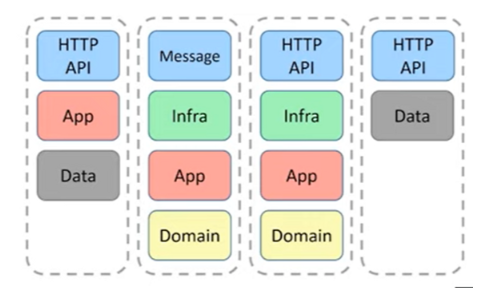 HTTP
API
App
Data
Message
Infra
App
Domain
HTTP
API
Infra
App
Domain
HTTP
API
Data